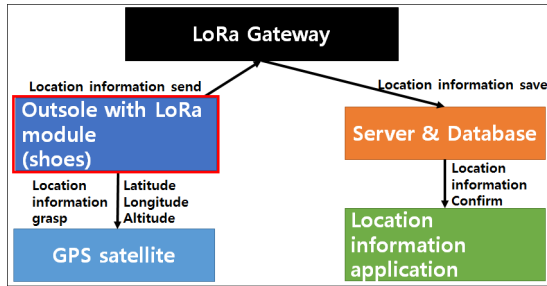 LoRa Gateway
Location information send
Location information save
Outsole with LoRa
module
(shoes)
Server & Database
Location
information
grasp
Latitude
Longitude
Altitude
Location
information
Confirm
GPS satellite
Location
information
application